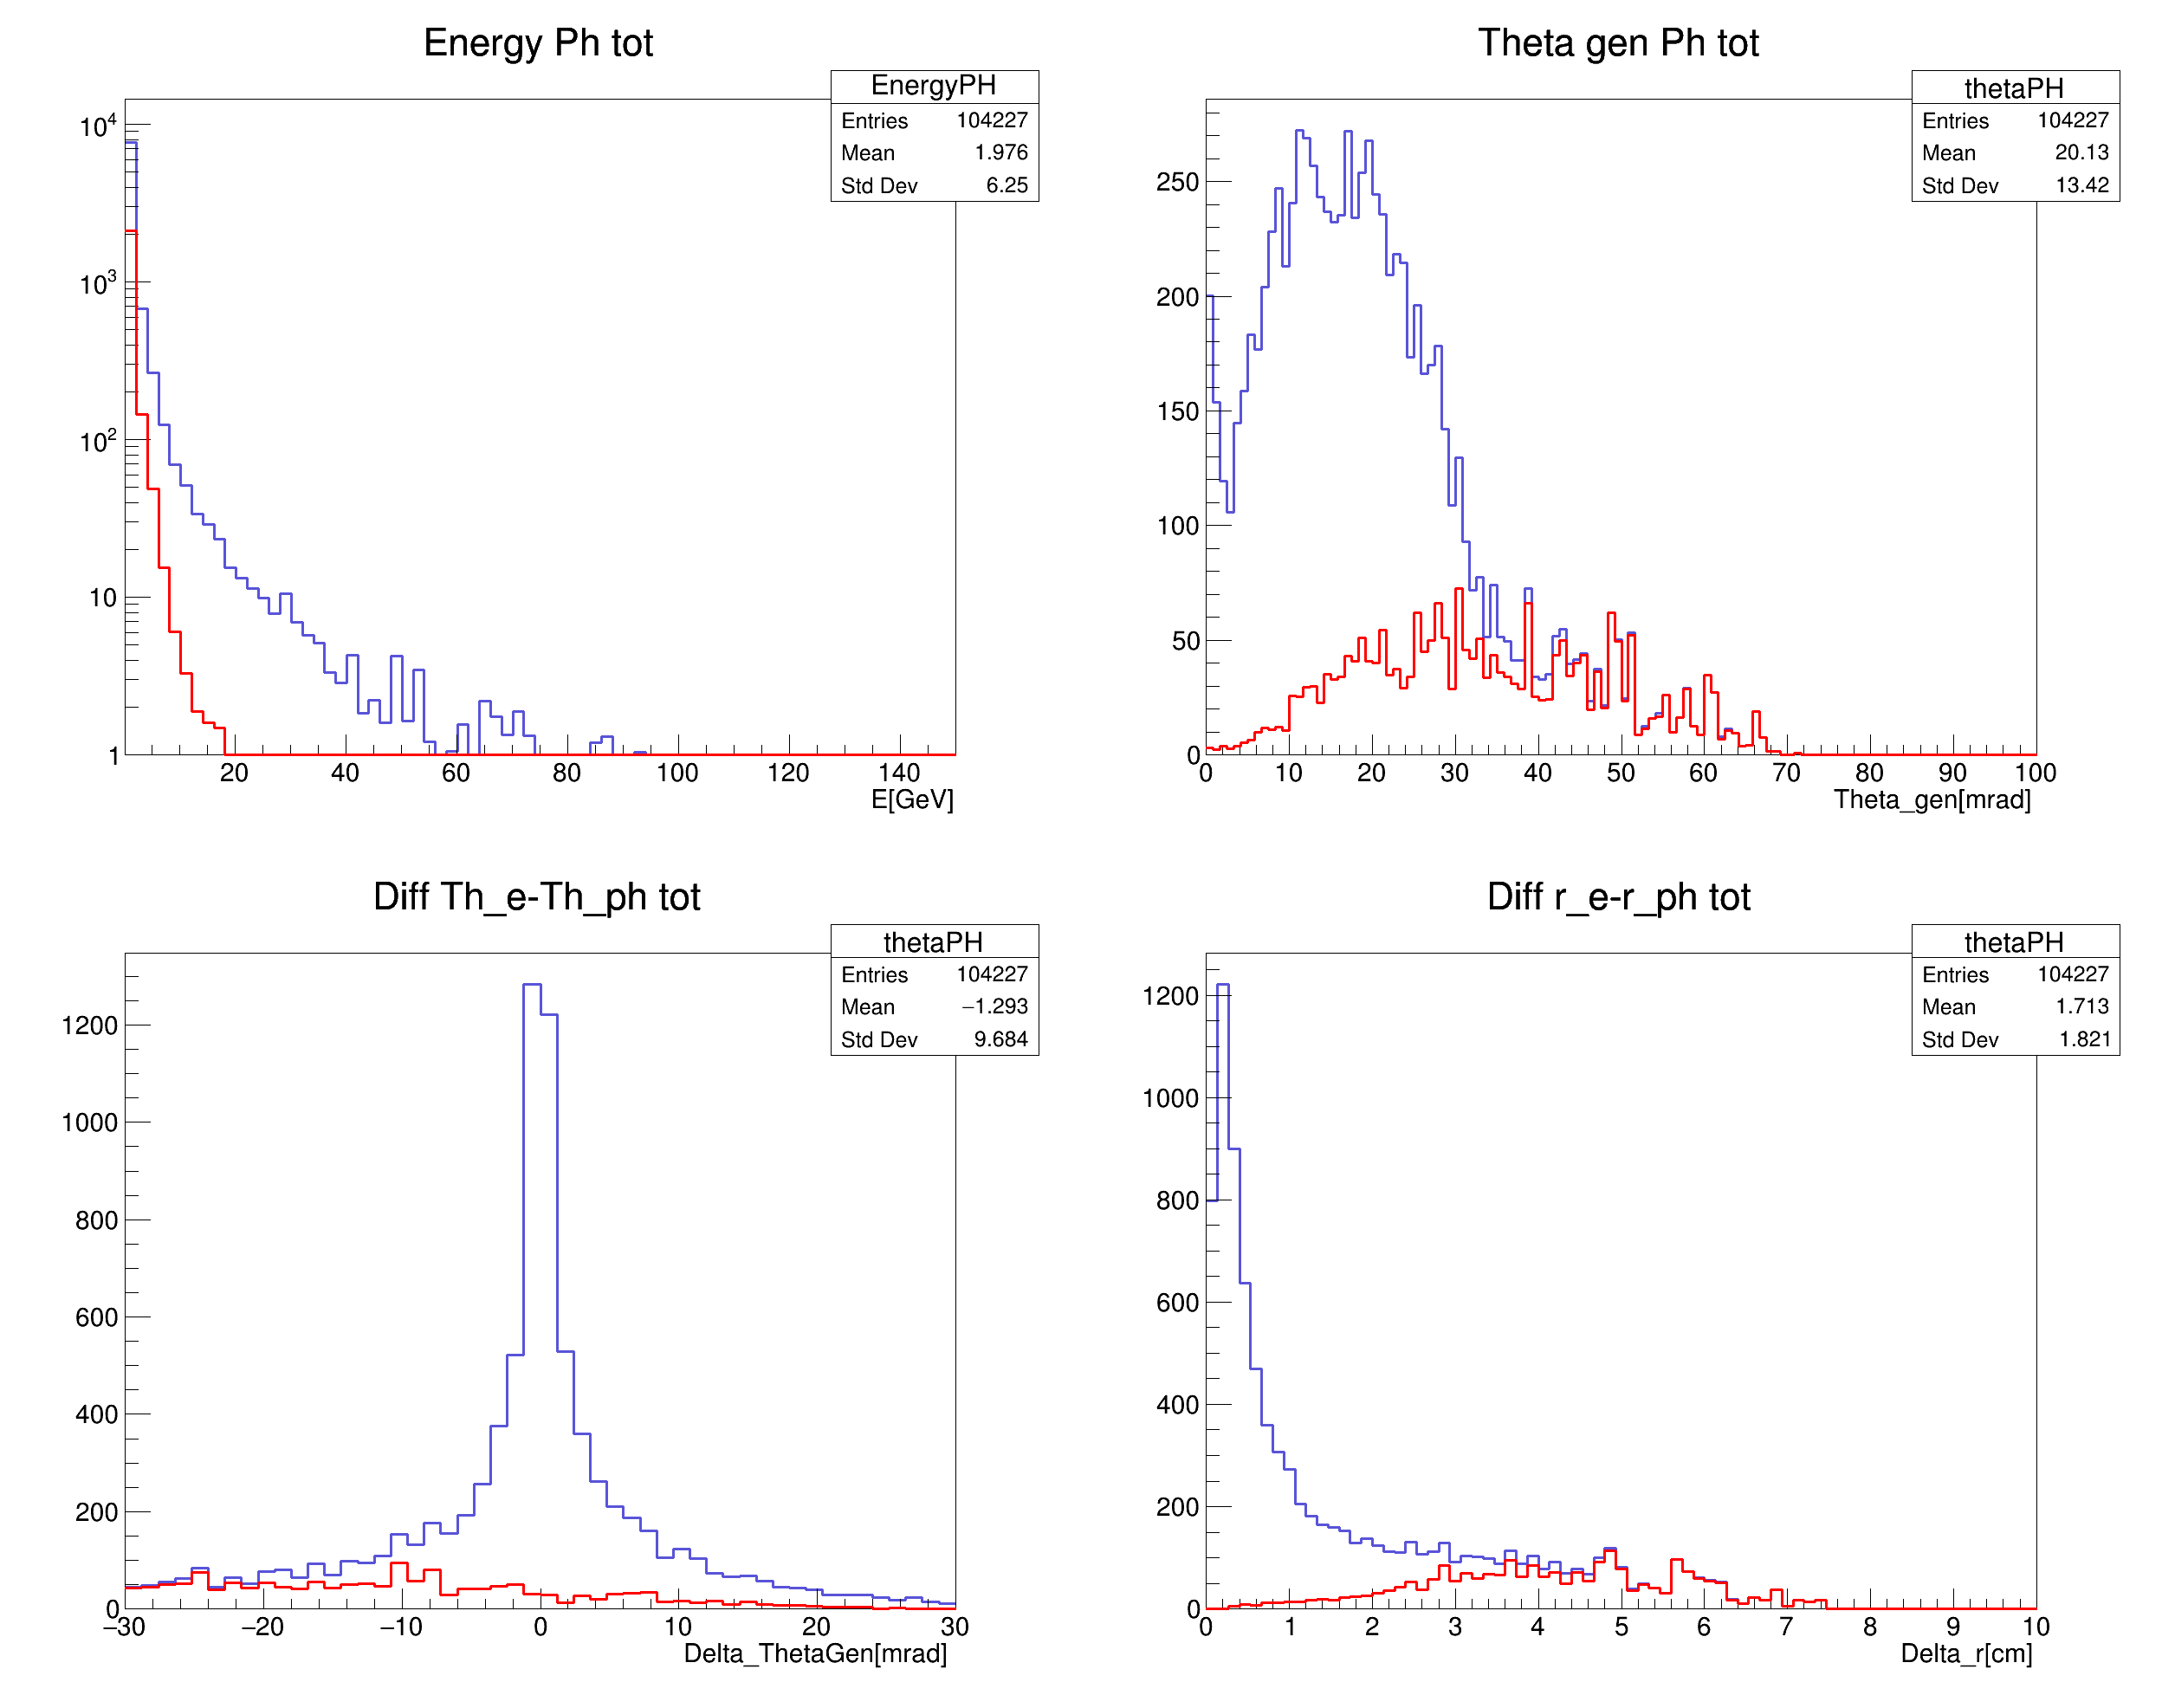 Energy Ph tot
EnergyPH
Entries 104227
Mean 1.976
Std Dev 6.25
10^4
10^3
10^2
10
1
20 40 60 80 100 120 140
E[GeV]
Theta gen Ph tot
thetaPH
Entries 104227
Mean 20.13
Std Dev 13.42
250
200
150
100
50
0
0 10 20 30 40 50 60 70 80 90 100
Theta_gen[mrad]
Diff Th_e-Th_ph tot
thetaPH
Entries 104227
Mean −1.293
Std Dev 9.684
1200
1000
800
600
400
200
0
−30 −20 −10 0 10 20 30
Delta_ThetaGen[mrad]
Diff r_e-r_ph tot
thetaPH
Entries 104227
Mean 1.713
Std Dev 1.821
1200
1000
800
600
400
200
0
0 1 2 3 4 5 6 7 8 9 10
Delta_r[cm]